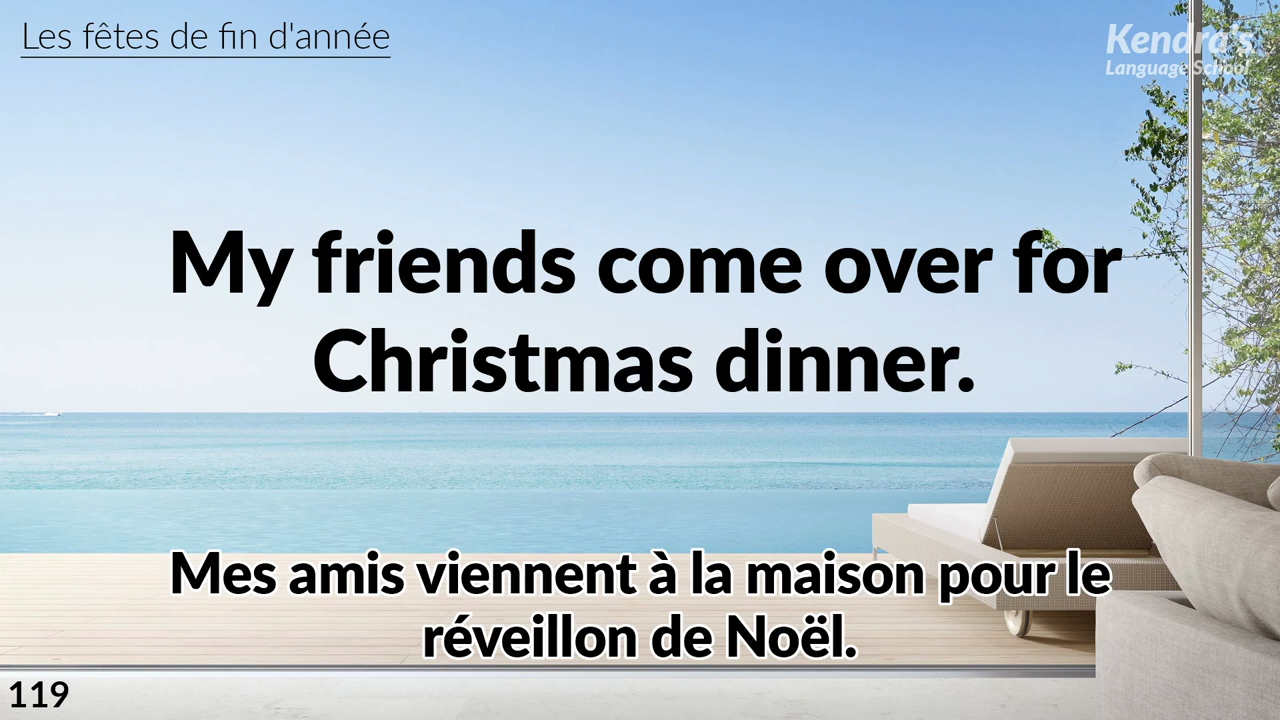 Les fêtes de fin d'année
Kendra's
Language School
My friends come over for
Christmas dinner.
Mes amis viennent à la maison pour le
réveillon de Noël.
119